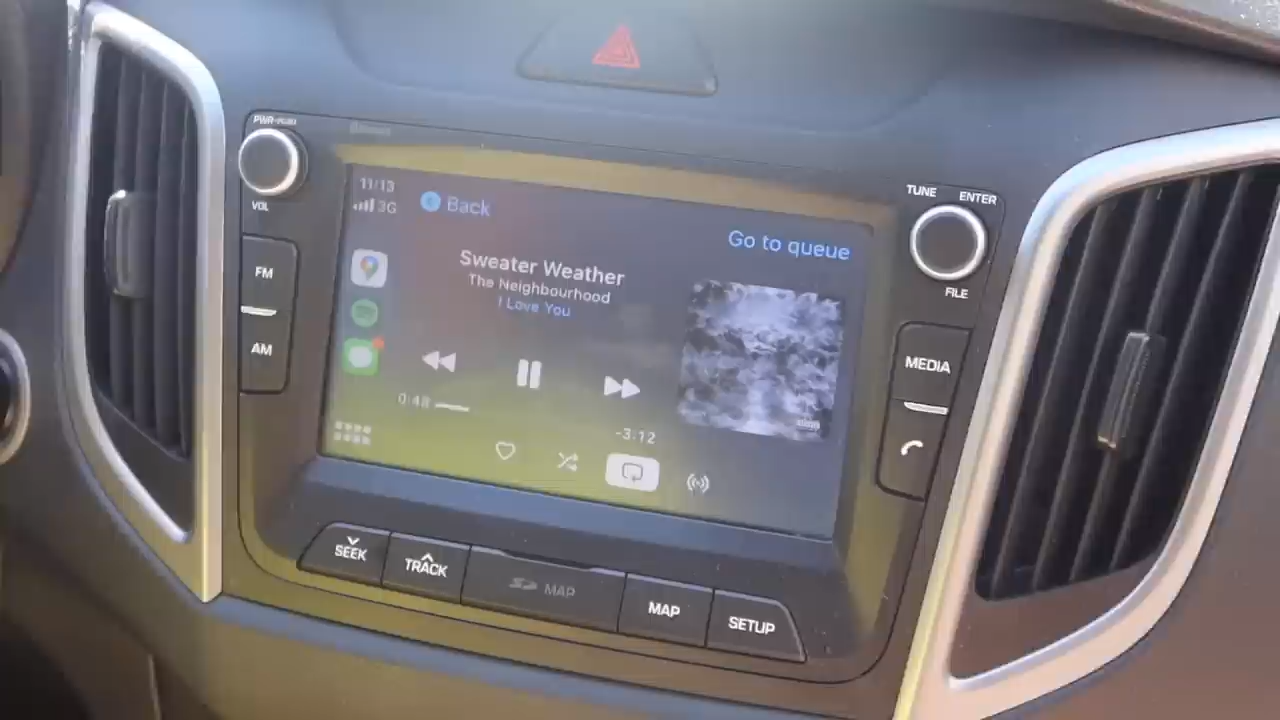 PWR
VOL
FM
AM
11/13
3G
Back
Go to queue
Sweater Weather
The Neighbourhood
I Love You
0:48
-3:12
TUNE
ENTER
FILE
MEDIA
SEEK
TRACK
MAP
MAP
SETUP